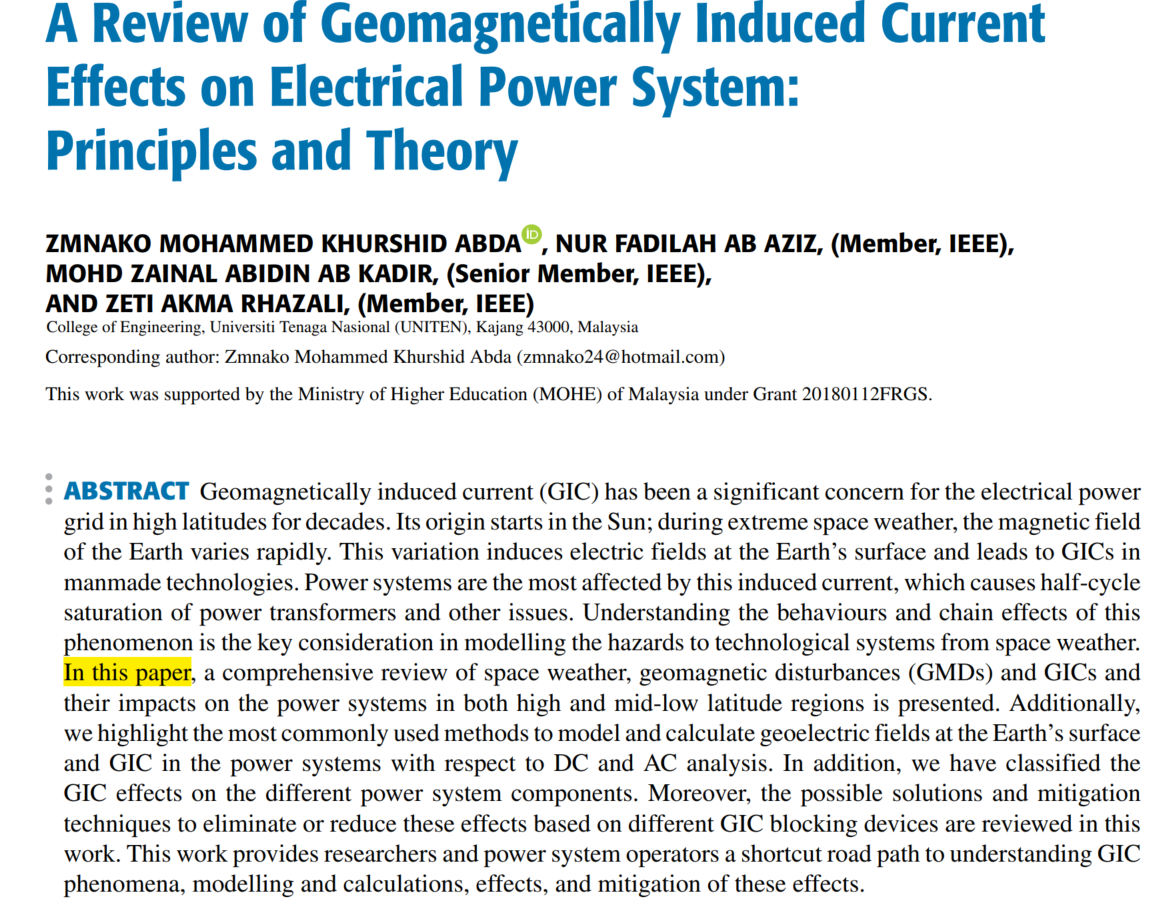 A Review of Geomagnetically Induced Current
Effects on Electrical Power System:
Principles and Theory
ZMNAKO MOHAMMED KHURSHID ABDA iD, NUR FADILAH AB AZIZ, (Member, IEEE),
MOHD ZAINAL ABIDIN AB KADIR, (Senior Member, IEEE),
AND ZETI AKMA RHAZALI, (Member, IEEE)
College of Engineering, Universiti Tenaga Nasional (UNITEN), Kajang 43000, Malaysia
Corresponding author: Zmnako Mohammed Khurshid Abda (zmnako24@hotmail.com)
This work was supported by the Ministry of Higher Education (MOHE) of Malaysia under Grant 20180112FRGS.
ABSTRACT Geomagnetically induced current (GIC) has been a significant concern for the electrical power
grid in high latitudes for decades. Its origin starts in the Sun; during extreme space weather, the magnetic field
of the Earth varies rapidly. This variation induces electric fields at the Earth's surface and leads to GICs in
manmade technologies. Power systems are the most affected by this induced current, which causes half-cycle
saturation of power transformers and other issues. Understanding the behaviours and chain effects of this
phenomenon is the key consideration in modelling the hazards to technological systems from space weather.
In this paper, a comprehensive review of space weather, geomagnetic disturbances (GMDs) and GICs and
their impacts on the power systems in both high and mid-low latitude regions is presented. Additionally,
we highlight the most commonly used methods to model and calculate geoelectric fields at the Earth's surface
and GIC in the power systems with respect to DC and AC analysis. In addition, we have classified the
GIC effects on the different power system components. Moreover, the possible solutions and mitigation
techniques to eliminate or reduce these effects based on different GIC blocking devices are reviewed in this
work. This work provides researchers and power system operators a shortcut road path to understanding GIC
phenomena, modelling and calculations, effects, and mitigation of these effects.